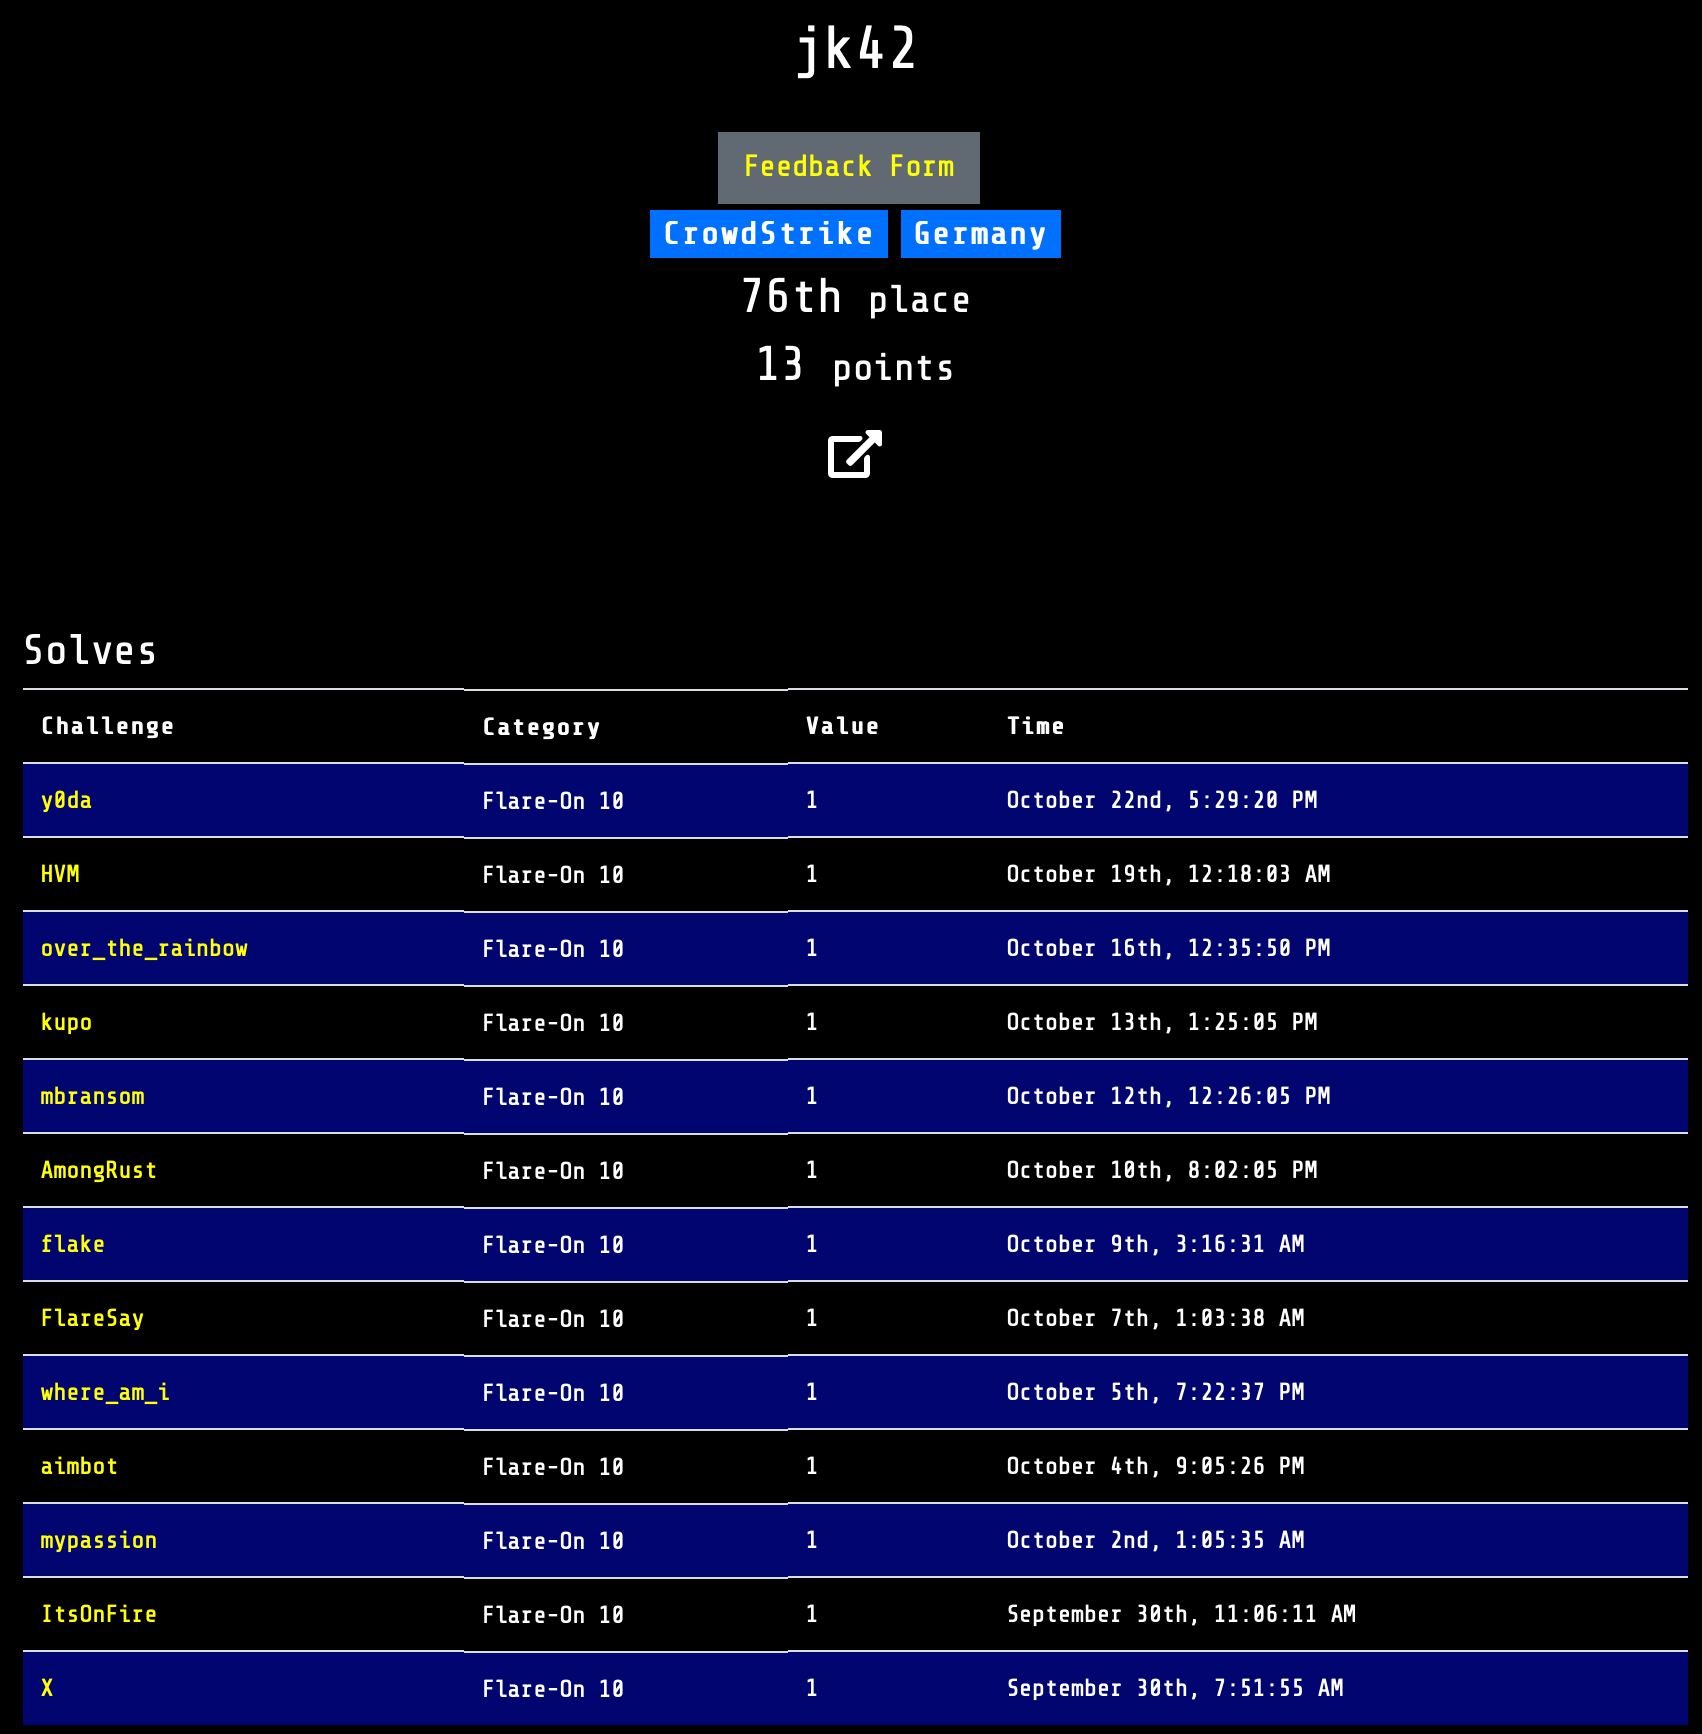 jk42
Feedback Form
CrowdStrike Germany
76th place
13 points
Solves
Challenge Category Value Time
y0da Flare-On 10 1 October 22nd, 5:29:20 PM
HVM Flare-On 10 1 October 19th, 12:18:03 AM
over_the_rainbow Flare-On 10 1 October 16th, 12:35:50 PM
kupo Flare-On 10 1 October 13th, 1:25:05 PM
mbransom Flare-On 10 1 October 12th, 12:26:05 PM
AmongRust Flare-On 10 1 October 10th, 8:02:05 PM
flake Flare-On 10 1 October 9th, 3:16:31 AM
FlareSay Flare-On 10 1 October 7th, 1:03:38 AM
where_am_i Flare-On 10 1 October 5th, 7:22:37 PM
aimbot Flare-On 10 1 October 4th, 9:05:26 PM
mypassion Flare-On 10 1 October 2nd, 1:05:35 AM
ItsOnFire Flare-On 10 1 September 30th, 11:06:11 AM
X Flare-On 10 1 September 30th, 7:51:55 AM